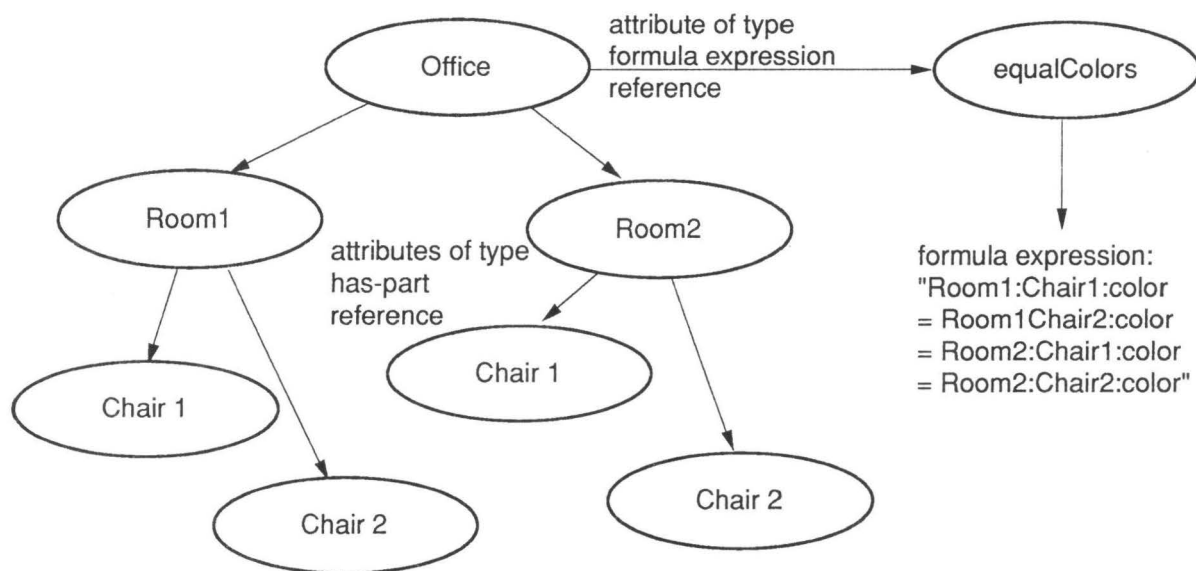 attribute of type
formula expression
reference
Office
equalColors
Room1
Room2
attributes of type
has-part
reference
formula expression:
"Room1:Chair1:color
= Room1Chair2:color
= Room2:Chair1:color
= Room2:Chair2:color"
Chair 1
Chair 1
Chair 2
Chair 2